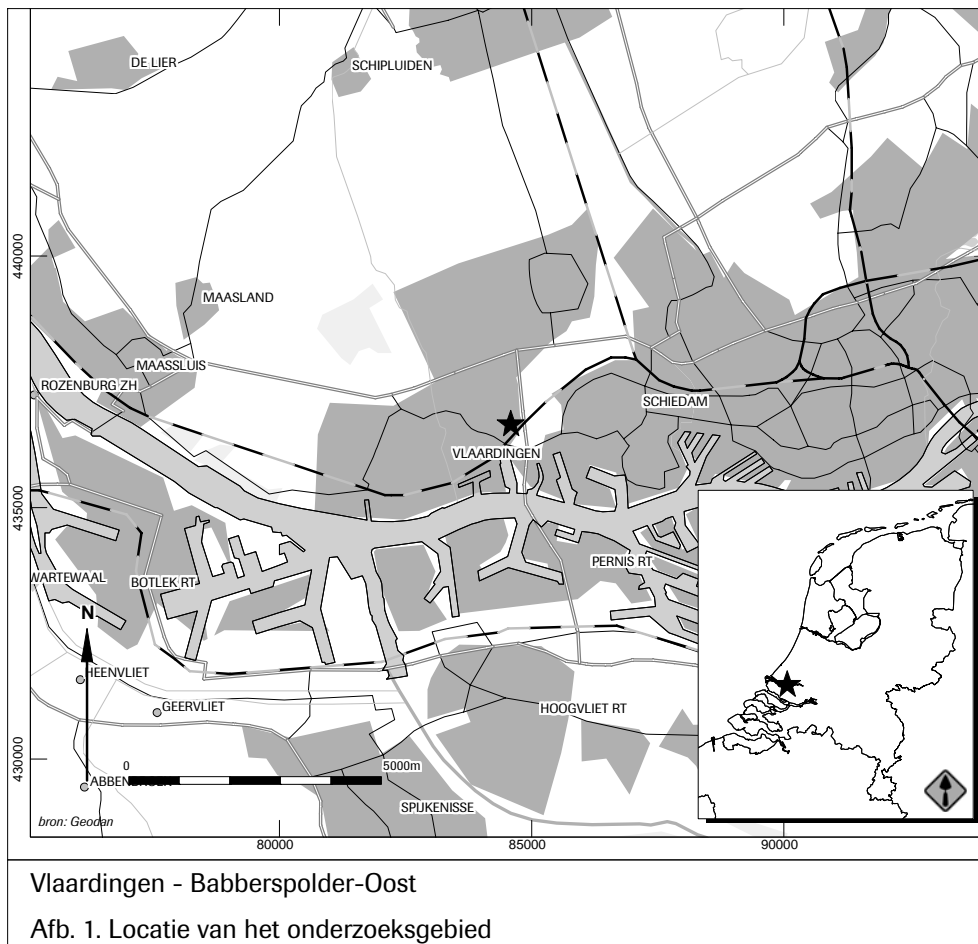 DE LIER
SCHIPLUIDEN
440000
MAASLAND
MAASSLUIS
ROZENBURG ZH
SCHIEDAM
VLAARDINGEN
435000
PERNIS RT
WARTEWAAL
BOTLEK RT
N
HEENVLIET
GEERVLIET
HOOGVLIET RT
430000
0
5000m
SPIJKENISSE
bron: Geodan
80000
85000
90000
Vlaardingen - Babberspolder-Oost
Afb. 1. Locatie van het onderzoeksgebied